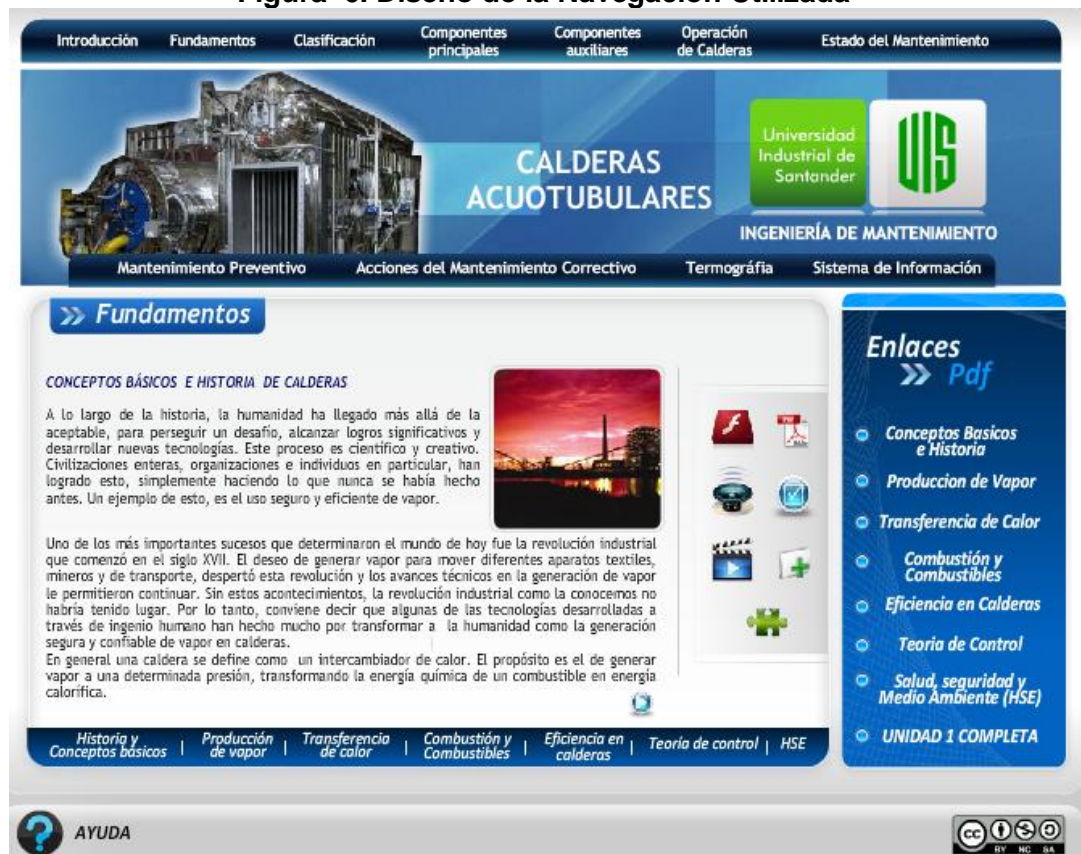 Figura 6. Diseño de la Navegación Utilizada
Introducción Fundamentos Clasificación Componentes principales Componentes auxiliares Operación de Calderas Estado del Mantenimiento
CALDERAS
ACUOTUBULARES
Universidad
Industrial de
Santander
UIS
INGENIERÍA DE MANTENIMIENTO
Mantenimiento Preventivo Acciones del Mantenimiento Correctivo Termográfia Sistema de Información
>> Fundamentos
CONCEPTOS BÁSICOS E HISTORIA DE CALDERAS
A lo largo de la historia, la humanidad ha llegado más allá de la
aceptable, para perseguir un desafío, alcanzar logros significativos y
desarrollar nuevas tecnologías. Este proceso es científico y creativo.
Civilizaciones enteras, organizaciones e individuos en particular, han
logrado esto, simplemente haciendo lo que nunca se había hecho
antes. Un ejemplo de esto, es el uso seguro y eficiente de vapor.
Uno de los más importantes sucesos que determinaron el mundo de hoy fue la revolución industrial
que comenzó en el siglo XVII. El deseo de generar vapor para mover diferentes aparatos textiles,
mineros y de transporte, despertó esta revolución y los avances técnicos en la generación de vapor
le permitieron continuar. Sin estos acontecimientos, la revolución industrial como la conocemos no
habría tenido lugar. Por lo tanto, conviene decir que algunas de las tecnologías desarrolladas a
través de ingenio humano han hecho mucho por transformar a la humanidad como la generación
segura y confiable de vapor en calderas.
En general una caldera se define como un intercambiador de calor. El propósito es el de generar
vapor a una determinada presión, transformando la energía química de un combustible en energía
calorífica.
Historia y Conceptos básicos | Producción de vapor | Transferencia de calor | Combustión y Combustibles | Eficiencia en calderas | Teoría de control | HSE
Enlaces
>> Pdf
Conceptos Basicos
e Historia
Produccion de Vapor
Transferencia de Calor
Combustión y
Combustibles
Eficiencia en Calderas
Teoria de Control
Salud, seguridad y
Medio Ambiente (HSE)
UNIDAD 1 COMPLETA
? AYUDA
cc BY NC SA